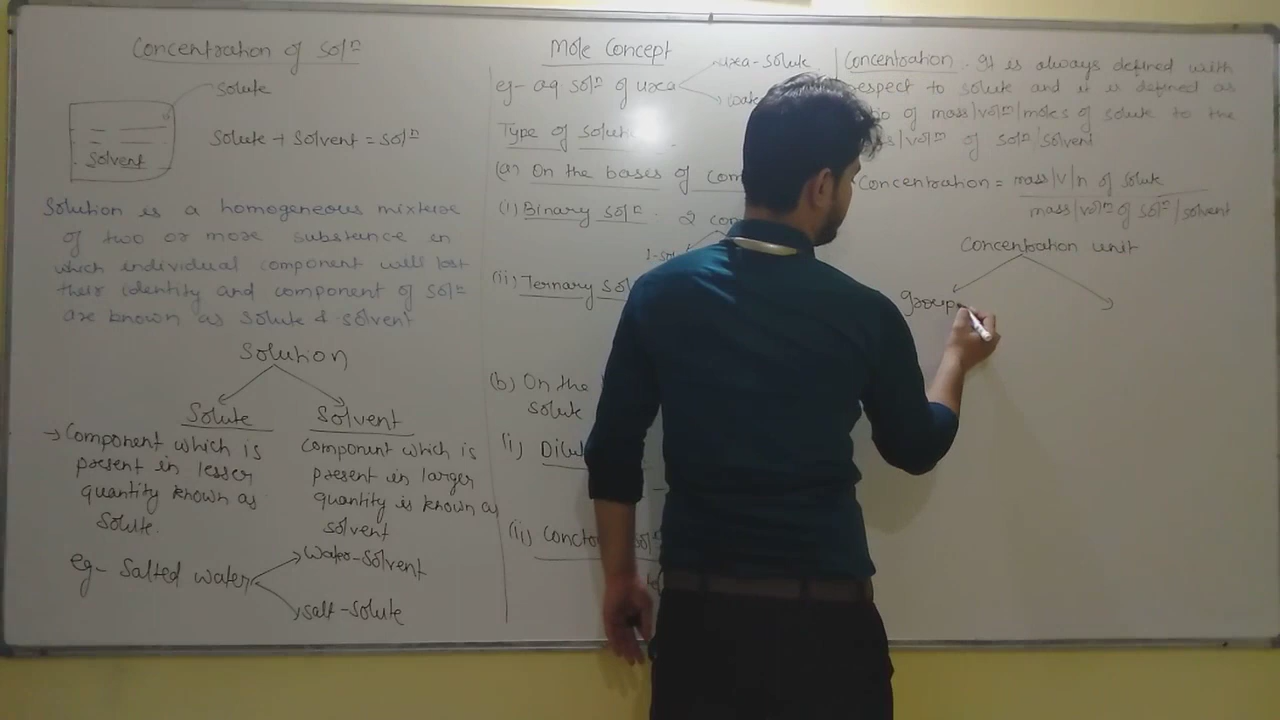 Concentration of solⁿ
solute
solute + solvent = solⁿ
solvent
Solution is a homogeneous mixture
of two or more substance in
which individual component will lost
their identity and component of solⁿ
are known as solute & solvent
Solution
Solute
Solvent
→ Component which is
present in lesser
quantity known as
solute.
Component which is
present in larger
quantity is known as
solvent
eg- Salted water
Water-solvent
Salt-solute
Mole Concept
eg- aq solⁿ of urea
urea-solute
Type of
(a) On the bases of
(i) Binary solⁿ
2
(ii) Ternary
(b) On the
solute
(i)
(ii)
Concentration. It is always defined with
respect to solute and it is defined as
of mass/volᵐ/moles of solute to the
/volᵐ of solⁿ/solvent
Concentration = mass/v/n of solute
mass/volᵐ of solⁿ/solvent
Concentration unit
group